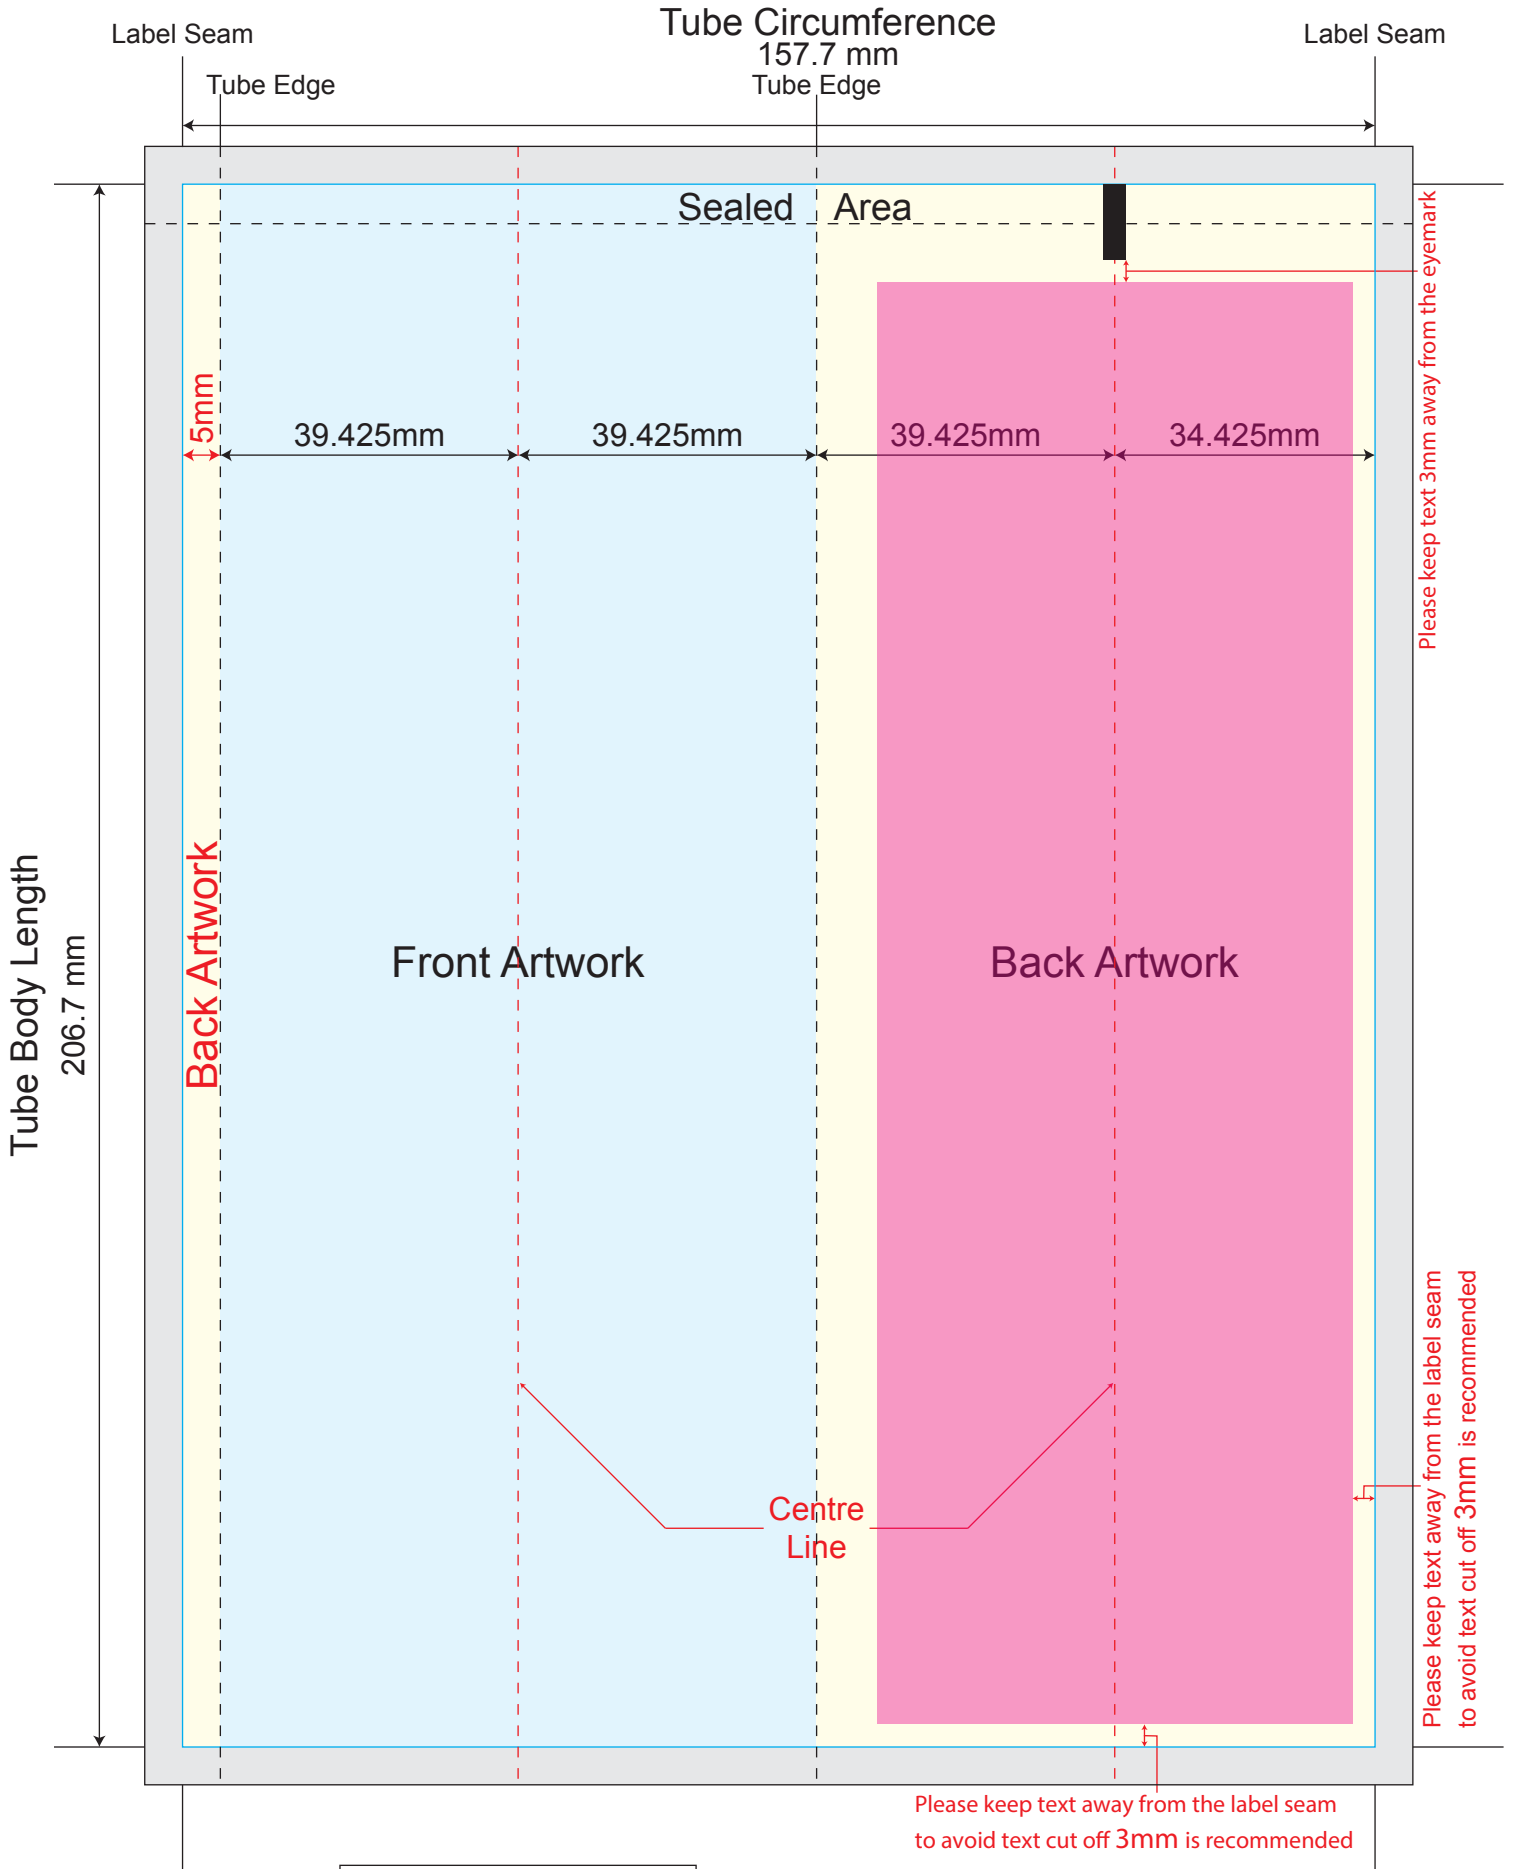 Tube Circumference
157.7 mm
Label Seam
Label Seam
Tube Edge
Tube Edge
Sealed Area
Please keep text 3mm away from the eyemark
5mm
39.425mm
39.425mm
39.425mm
34.425mm
Tube Body Length
206.7 mm
Back Artwork
Front Artwork
Back Artwork
Centre
Line
Please keep text away from the label seam
to avoid text cut off 3mm is recommended
Please keep text away from the label seam
to avoid text cut off 3mm is recommended